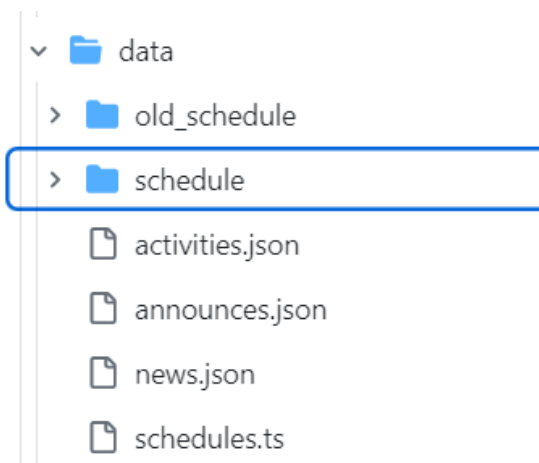 data
old_schedule
schedule
activities.json
announces.json
news.json
schedules.ts